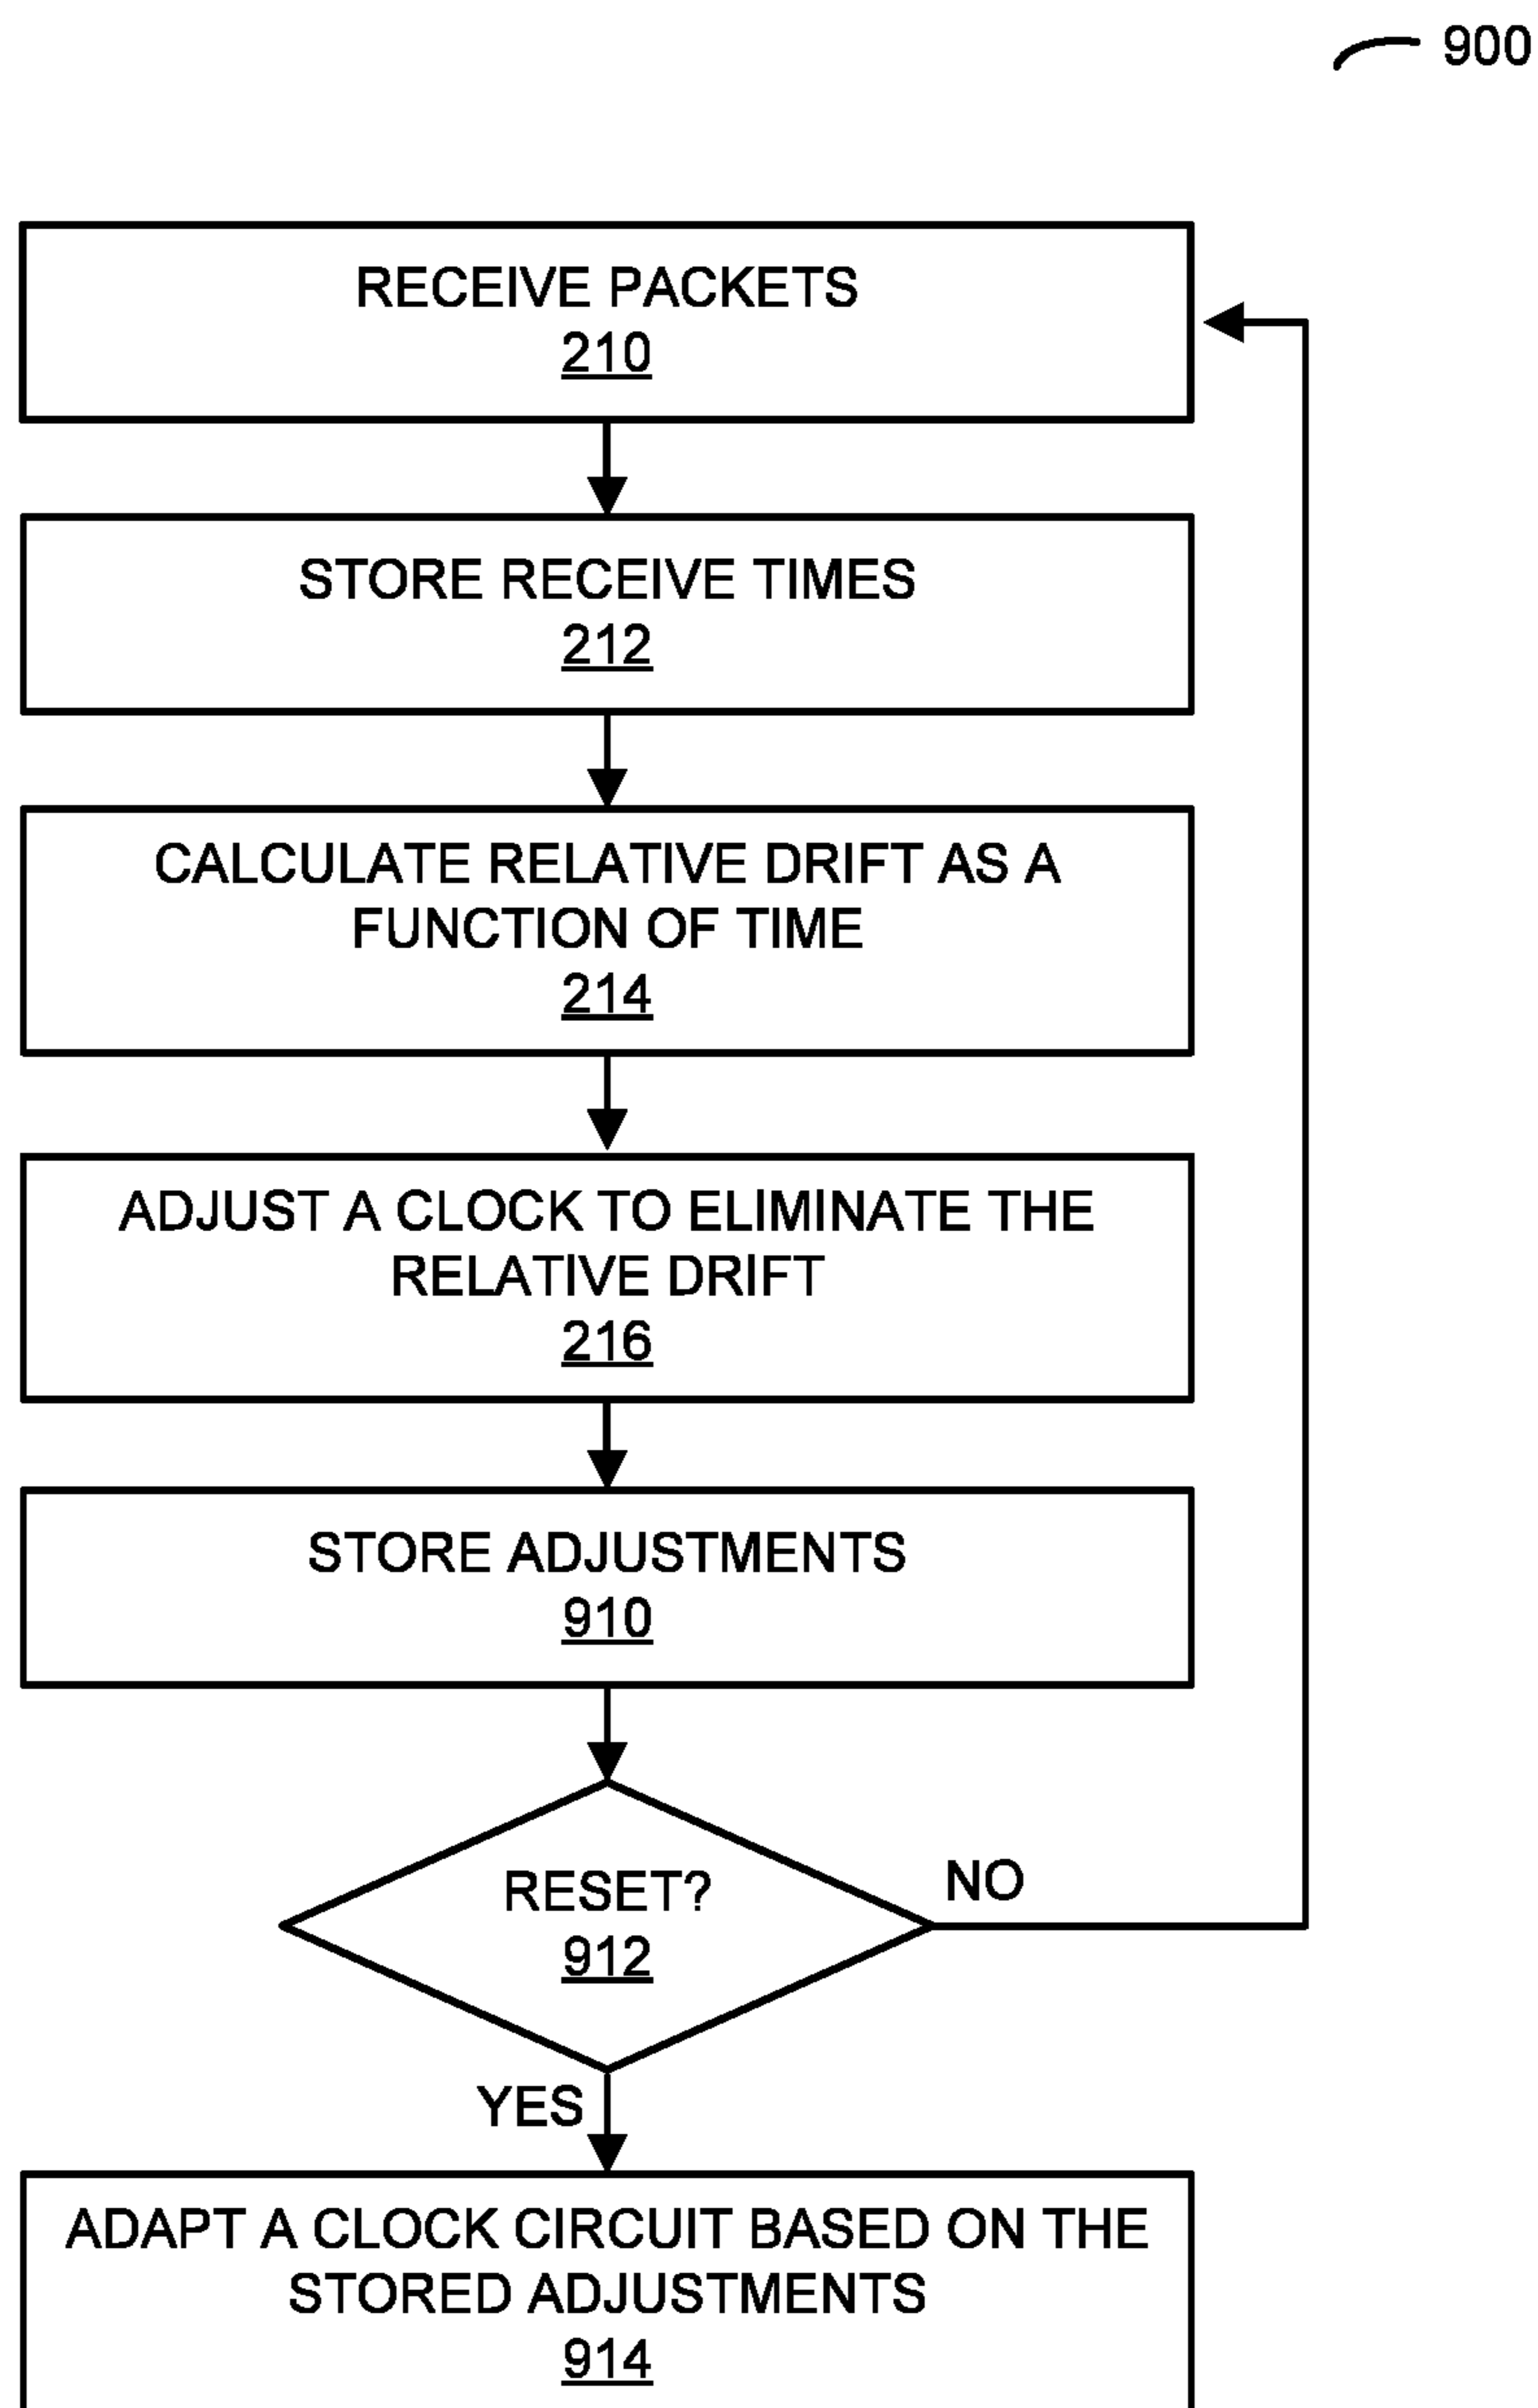 900
RECEIVE PACKETS
210
STORE RECEIVE TIMES
212
CALCULATE RELATIVE DRIFT AS A
FUNCTION OF TIME
214
ADJUST A CLOCK TO ELIMINATE THE
RELATIVE DRIFT
216
STORE ADJUSTMENTS
910
RESET?
912
NO
YES
ADAPT A CLOCK CIRCUIT BASED ON THE
STORED ADJUSTMENTS
914